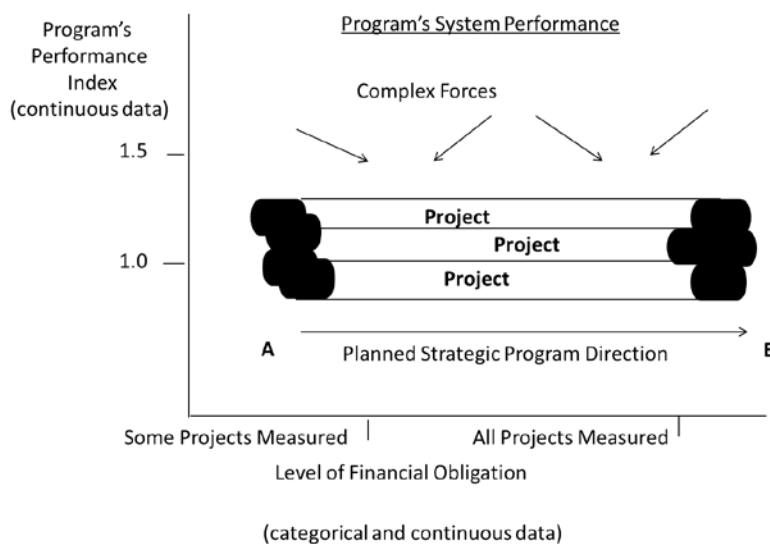 Program's System Performance
Program's
Performance
Index
(continuous data)
Complex Forces
1.5
1.0
Project
Project
Project
A
B
Planned Strategic Program Direction
Some Projects Measured
All Projects Measured
Level of Financial Obligation
(categorical and continuous data)